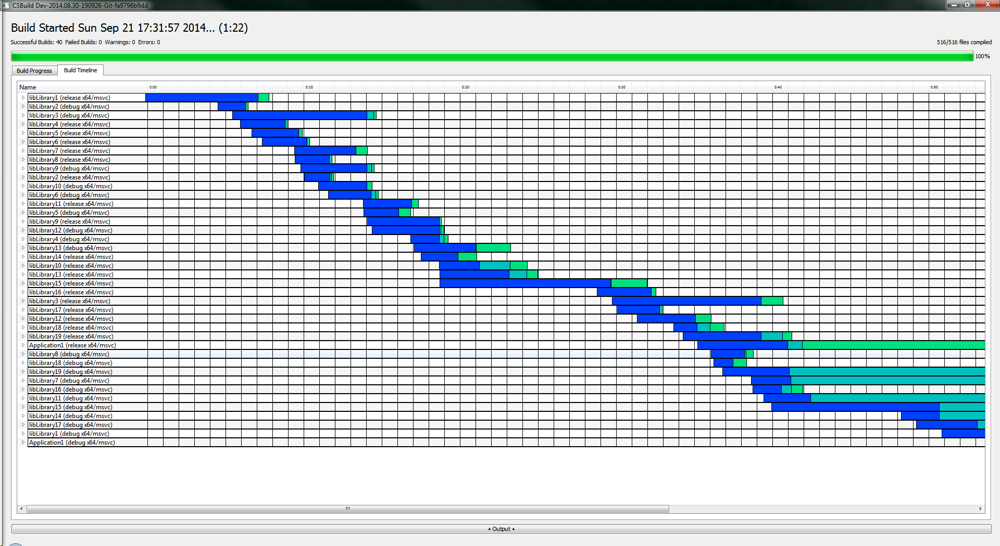 CSBuild Dev-2014.08.30-190926-Git-fa9796b9dd
Build Started Sun Sep 21 17:31:57 2014... (1:22)
Successful Builds: 40 Failed Builds: 0 Warnings: 0 Errors: 0
516/516 files compiled
100%
Build Progress
Build Timeline
Name 0:00 0:10 0:20 0:30 0:40 0:50
libLibrary1 (release x64/msvc)
libLibrary2 (debug x64/msvc)
libLibrary3 (debug x64/msvc)
libLibrary4 (release x64/msvc)
libLibrary5 (release x64/msvc)
libLibrary6 (release x64/msvc)
libLibrary7 (release x64/msvc)
libLibrary8 (release x64/msvc)
libLibrary9 (debug x64/msvc)
libLibrary2 (release x64/msvc)
libLibrary10 (debug x64/msvc)
libLibrary6 (debug x64/msvc)
libLibrary11 (release x64/msvc)
libLibrary5 (debug x64/msvc)
libLibrary9 (release x64/msvc)
libLibrary12 (debug x64/msvc)
libLibrary4 (debug x64/msvc)
libLibrary13 (debug x64/msvc)
libLibrary14 (release x64/msvc)
libLibrary10 (release x64/msvc)
libLibrary13 (release x64/msvc)
libLibrary15 (release x64/msvc)
libLibrary16 (release x64/msvc)
libLibrary3 (release x64/msvc)
libLibrary17 (release x64/msvc)
libLibrary12 (release x64/msvc)
libLibrary18 (release x64/msvc)
libLibrary19 (release x64/msvc)
Application1 (release x64/msvc)
libLibrary8 (debug x64/msvc)
libLibrary18 (debug x64/msvc)
libLibrary19 (debug x64/msvc)
libLibrary7 (debug x64/msvc)
libLibrary16 (debug x64/msvc)
libLibrary11 (debug x64/msvc)
libLibrary15 (debug x64/msvc)
libLibrary14 (debug x64/msvc)
libLibrary17 (debug x64/msvc)
libLibrary1 (debug x64/msvc)
Application1 (debug x64/msvc)
Output